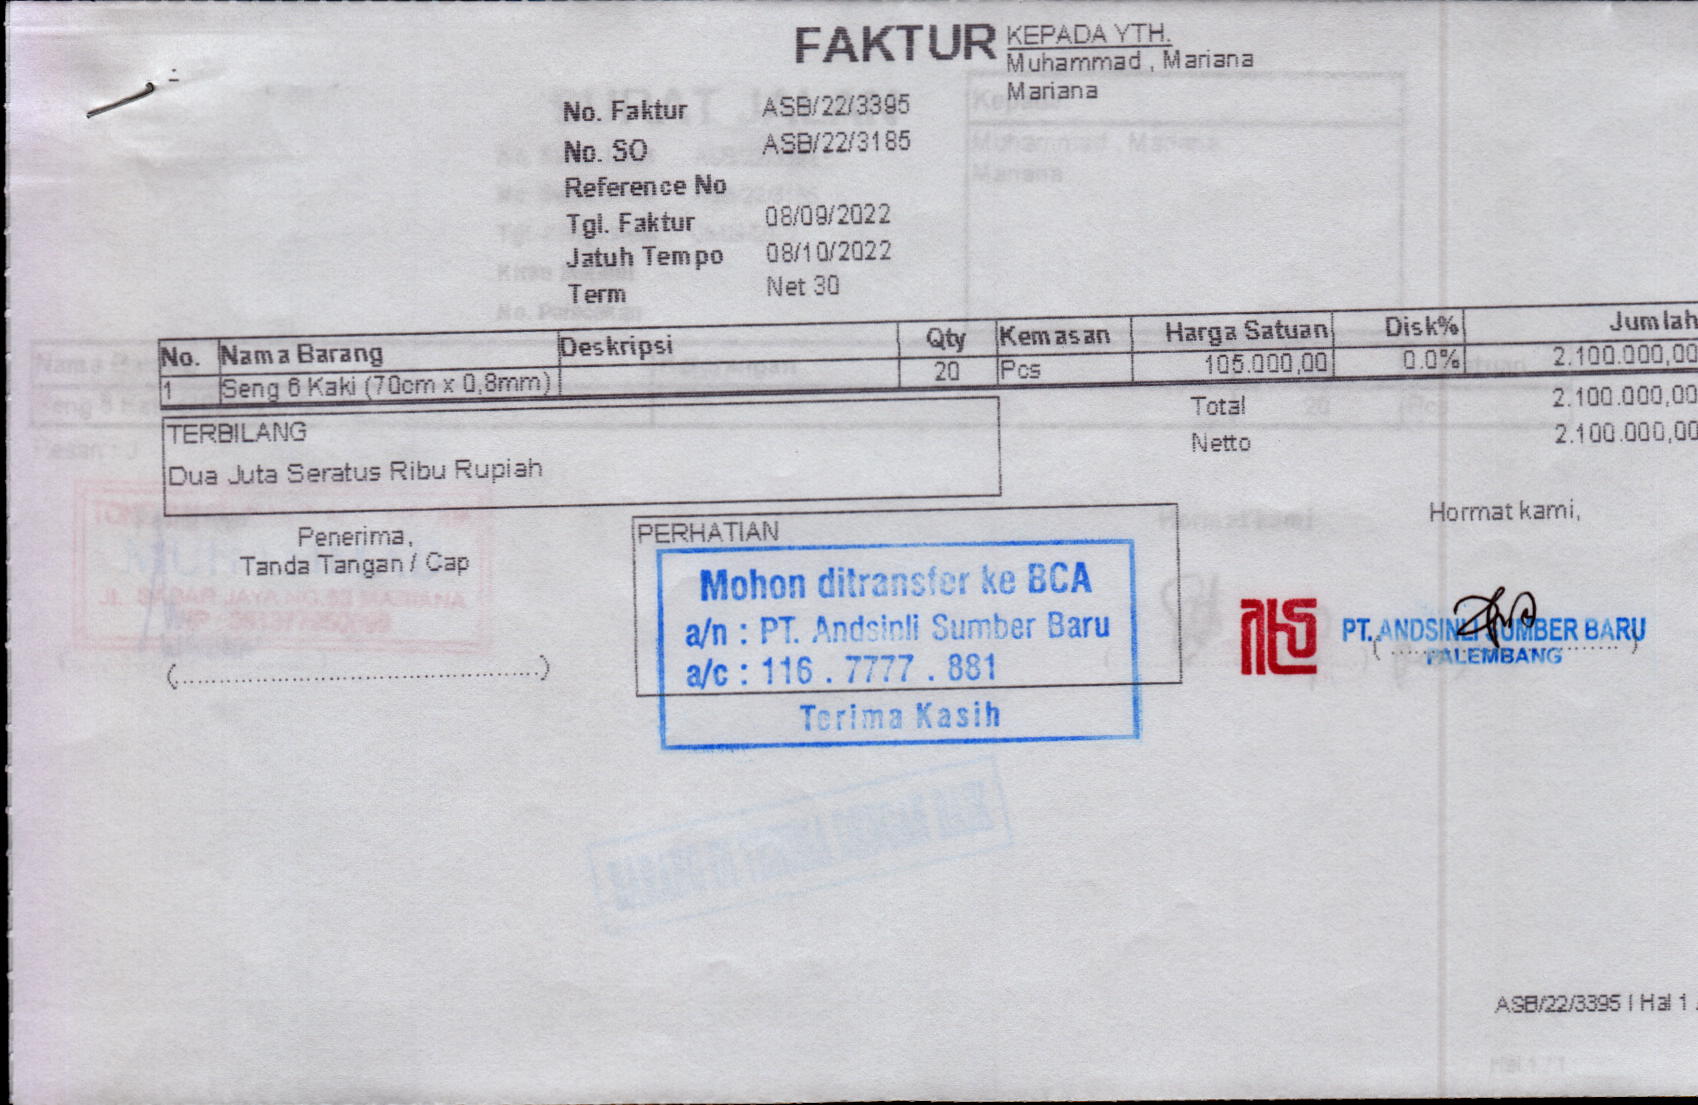 FAKTUR
KEPADA YTH.
Muhammad , Mariana
Mariana
No. Faktur ASB/22/3395
No. SO ASB/22/3185
Reference No
Tgl. Faktur 08/09/2022
Jatuh Tempo 08/10/2022
Term Net 30
No. Nama Barang Deskripsi Qty Kemasan Harga Satuan Disk% Jumlah
1 Seng 6 Kaki (70cm x 0,8mm) 20 Pcs 105.000,00 0.0% 2.100.000,00
Total 2.100.000,00
Netto 2.100.000,00
TERBILANG
Dua Juta Seratus Ribu Rupiah
Penerima,
Tanda Tangan / Cap
(..............................................)
PERHATIAN
Mohon ditransfer ke BCA
a/n : PT. Andsinli Sumber Baru
a/c : 116 . 7777 . 881
Terima Kasih
Hormat kami,
PT. ANDSINLI SUMBER BARU
PALEMBANG
ASB/22/3395 | Hal 1
Hal 1 / 1